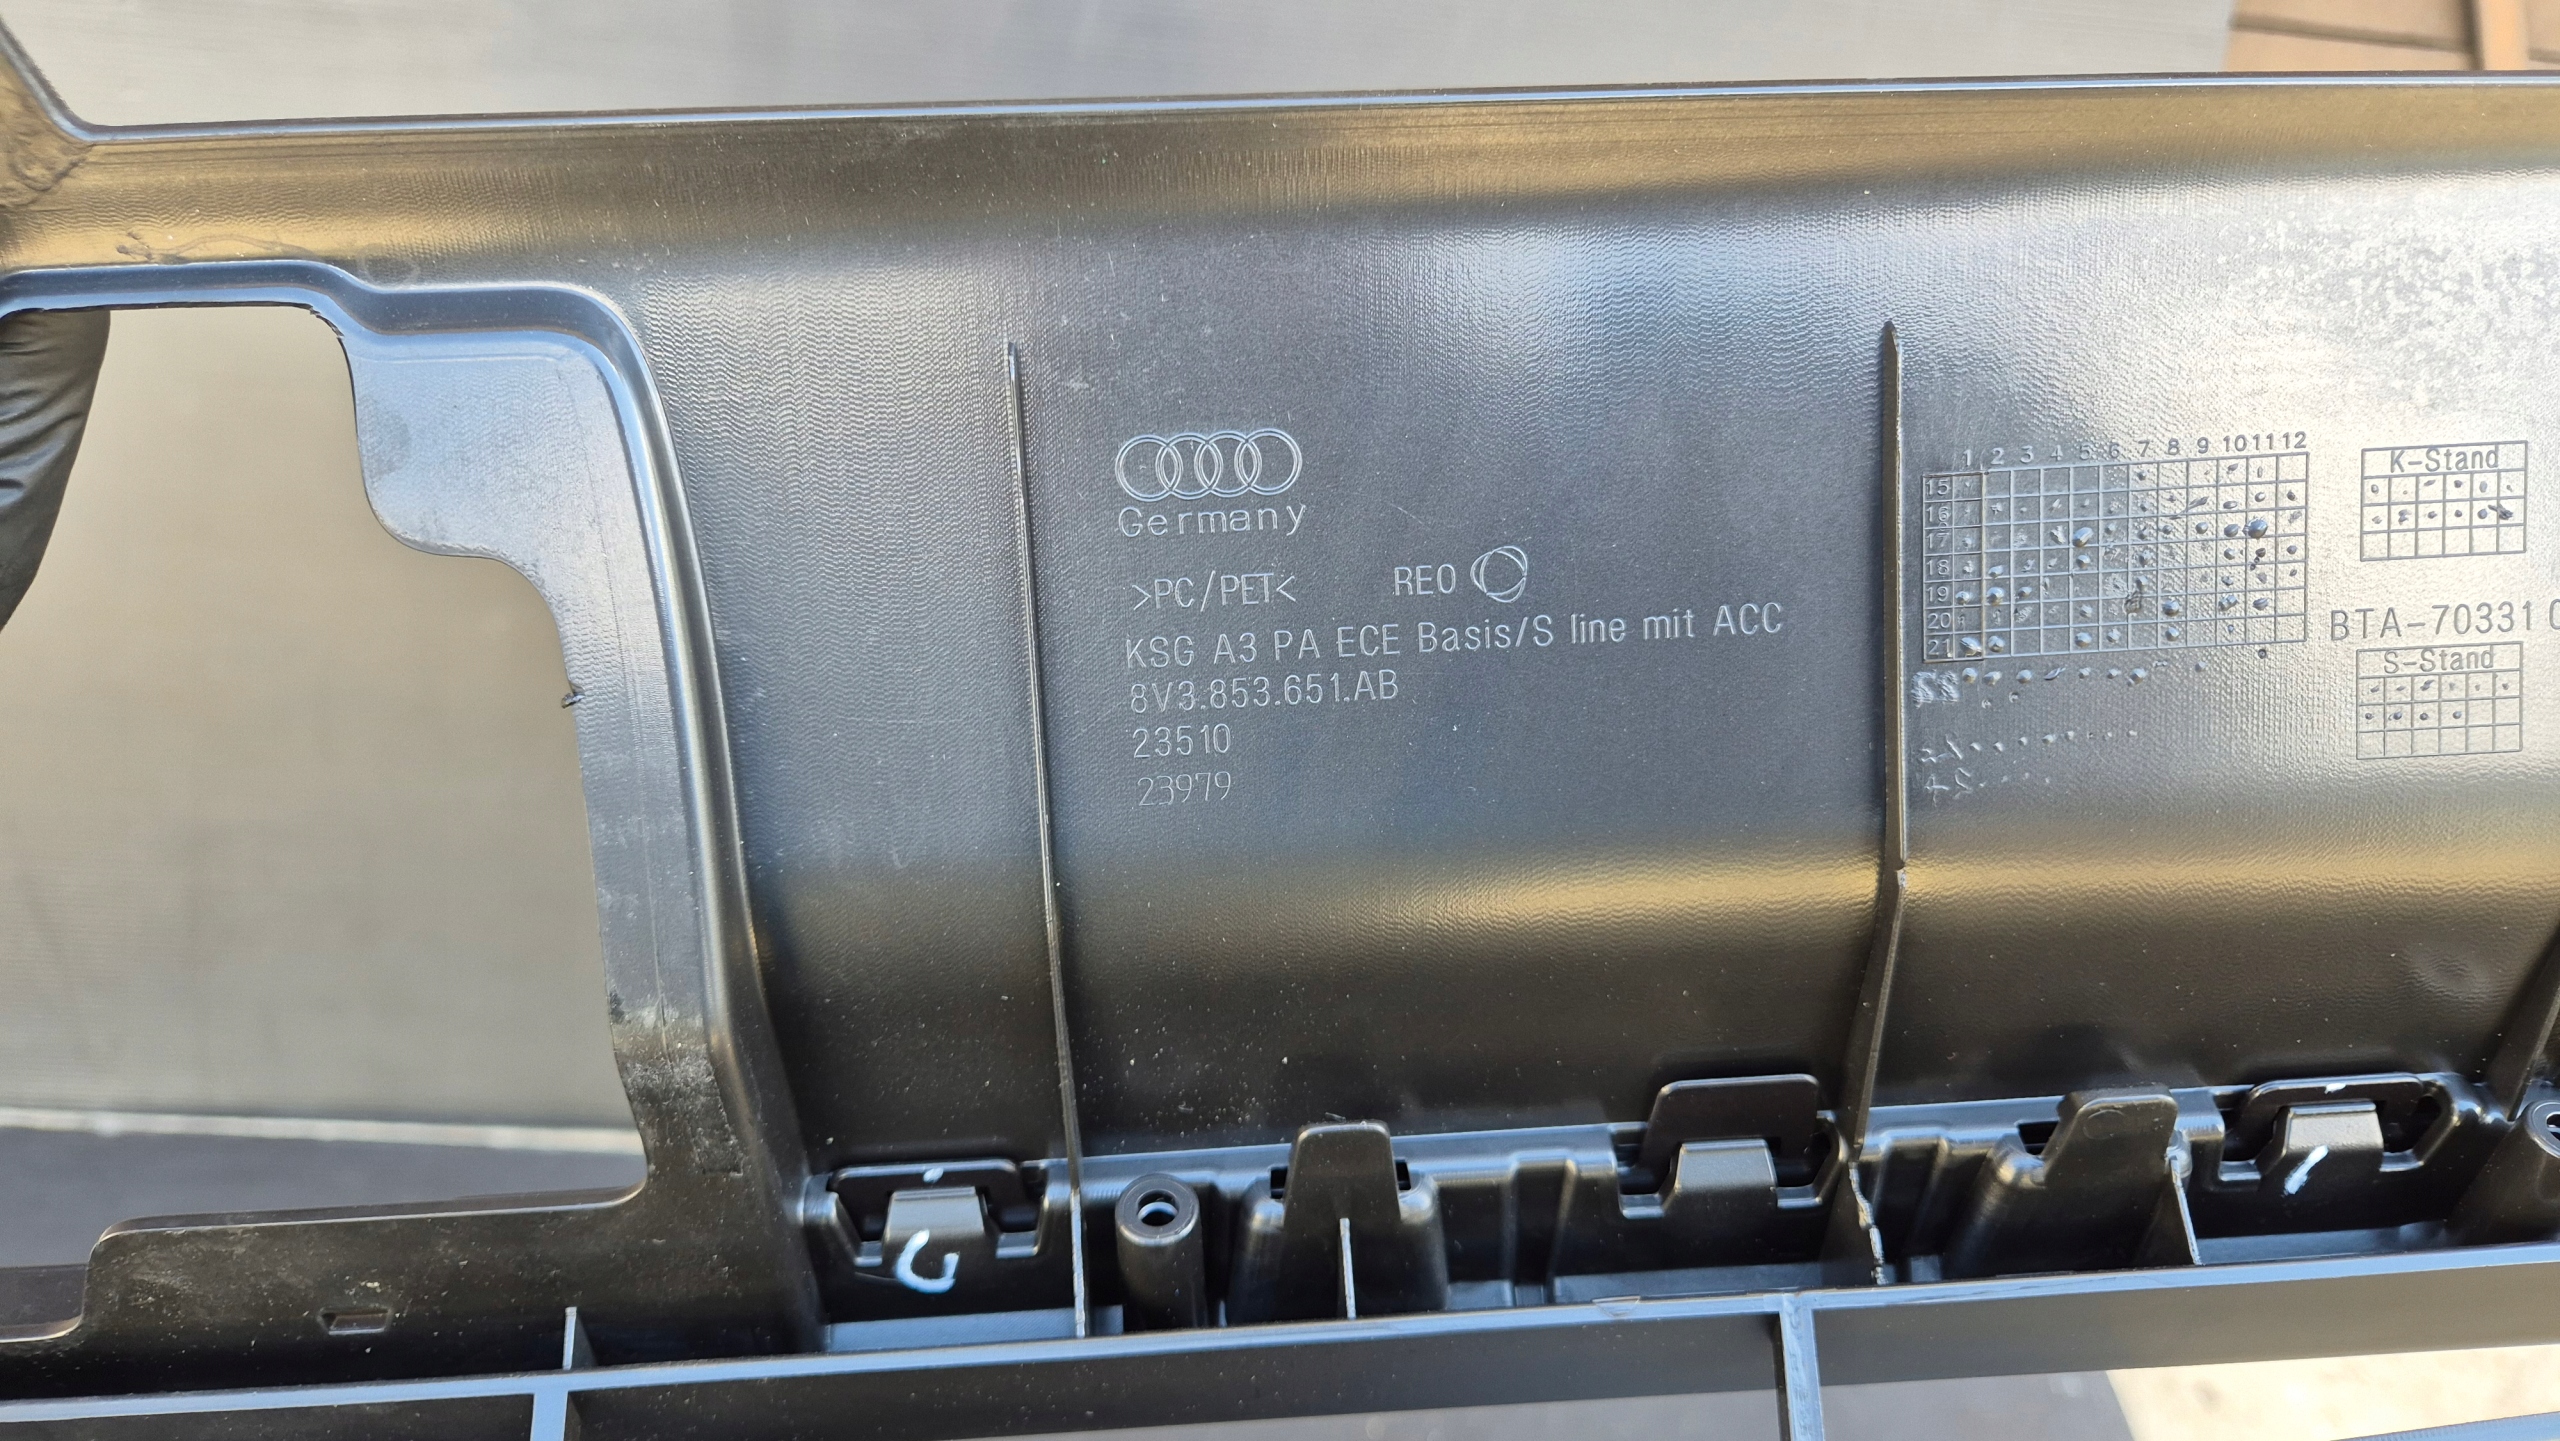 Germany
>PC/PET<
REO
KSG A3 PA ECE Basis/S line mit ACC
8V3.853.651.AB
23510
23979
1 2 3 4 5 6 7 8 9 10 11 12
15
16
17
18
19
20
21
22
24
K-Stand
BTA-70331
S-Stand